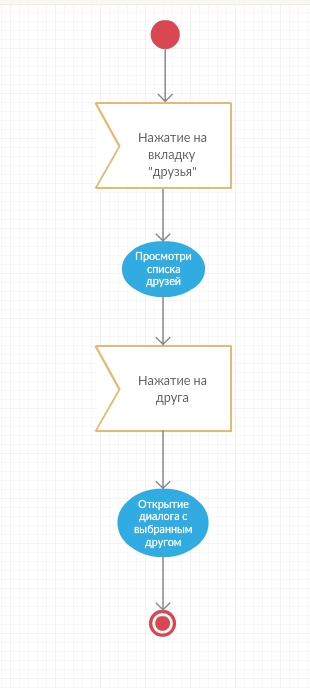 Нажатие на
вкладку
"друзья"
Просмотри
списка
друзей
Нажатие на
друга
Открытие
диалога с
выбранным
другом